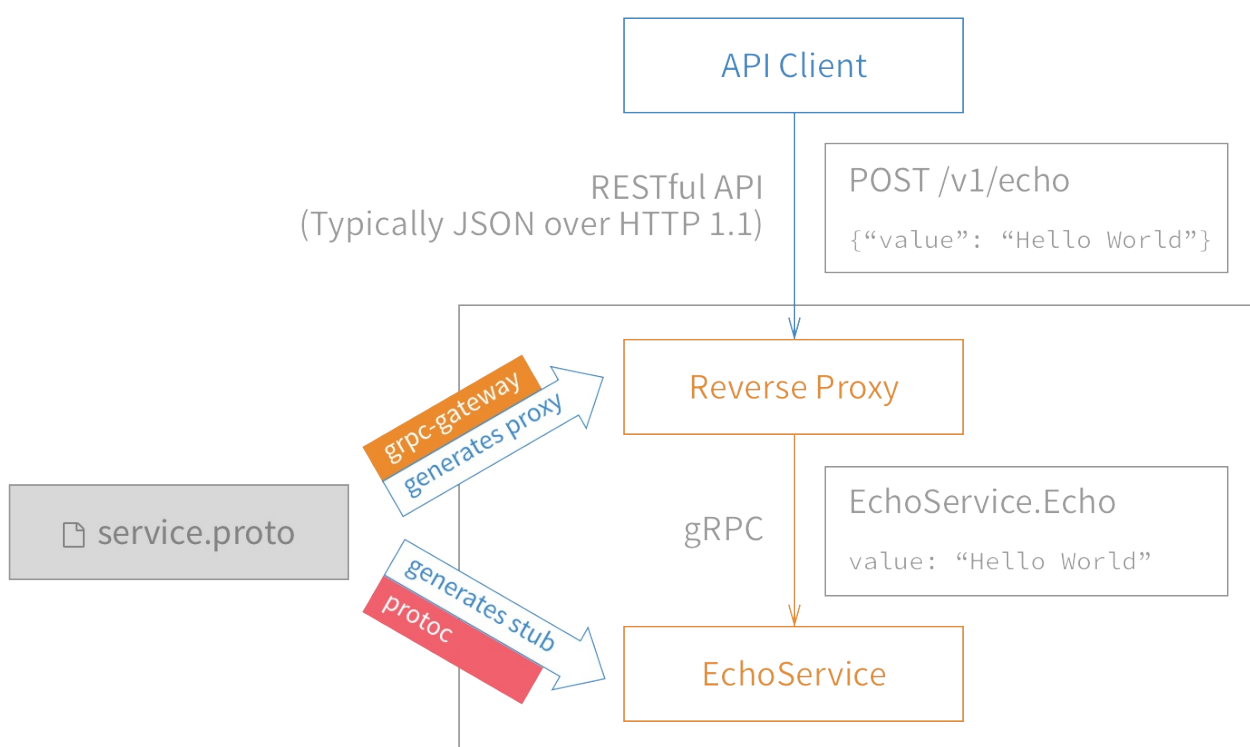 API Client
RESTful API
(Typically JSON over HTTP 1.1)
POST /v1/echo
{“value”: “Hello World”}
Reverse Proxy
grpc-gateway
generates proxy
service.proto
gRPC
EchoService.Echo
value: “Hello World”
generates stub
protoc
EchoService